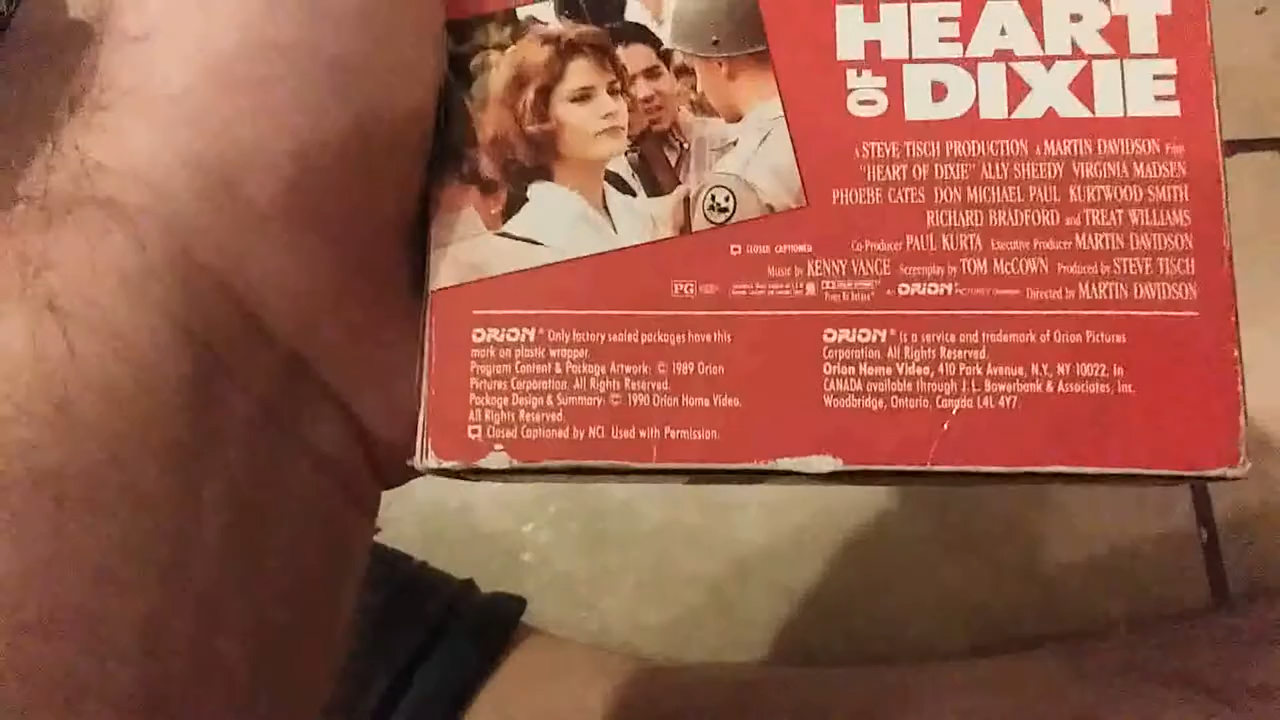 HEART
OF DIXIE
A STEVE TISCH PRODUCTION A MARTIN DAVIDSON Film
"HEART OF DIXIE" ALLY SHEEDY VIRGINIA MADSEN
PHOEBE CATES DON MICHAEL PAUL KURTWOOD SMITH
RICHARD BRADFORD and TREAT WILLIAMS
CLOSED CAPTIONED
Co-Producer PAUL KURTA Executive Producer MARTIN DAVIDSON
Music by KENNY VANCE Screenplay by TOM McCOWN Produced by STEVE TISCH
PG
ORION Directed by MARTIN DAVIDSON
ORION® Only factory sealed packages have this
mark on plastic wrapper.
Program Content & Package Artwork: © 1989 Orion
Pictures Corporation. All Rights Reserved.
Package Design & Summary: © 1990 Orion Home Video.
All Rights Reserved.
Closed Captioned by NCI. Used with Permission.
ORION® is a service and trademark of Orion Pictures
Corporation. All Rights Reserved.
Orion Home Video, 410 Park Avenue, N.Y., NY 10022. In
CANADA available through J. L. Bowerbank & Associates, Inc.
Woodbridge, Ontario, Canada L4L 4Y7.